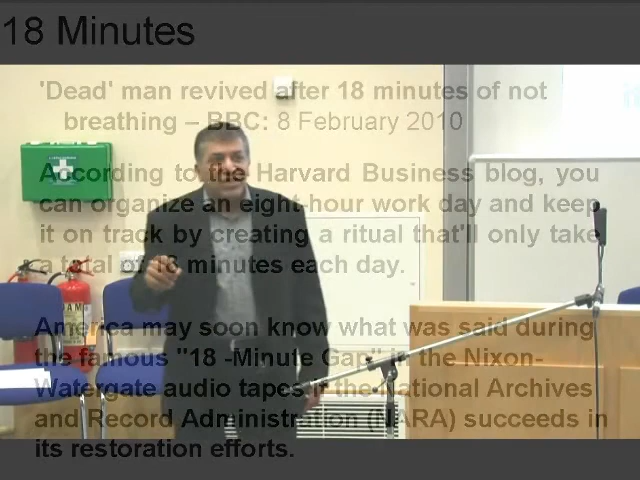 18 Minutes
'Dead' man revived after 18 minutes of not
breathing – BBC: 8 February 2010
According to the Harvard Business blog, you
can organize an eight-hour work day and keep
it on track by creating a ritual that'll only take
a total of 18 minutes each day.
America may soon know what was said during
the famous "18 -Minute Gap" in the Nixon-
Watergate audio tapes if the National Archives
and Record Administration (NARA) succeeds in
its restoration efforts.